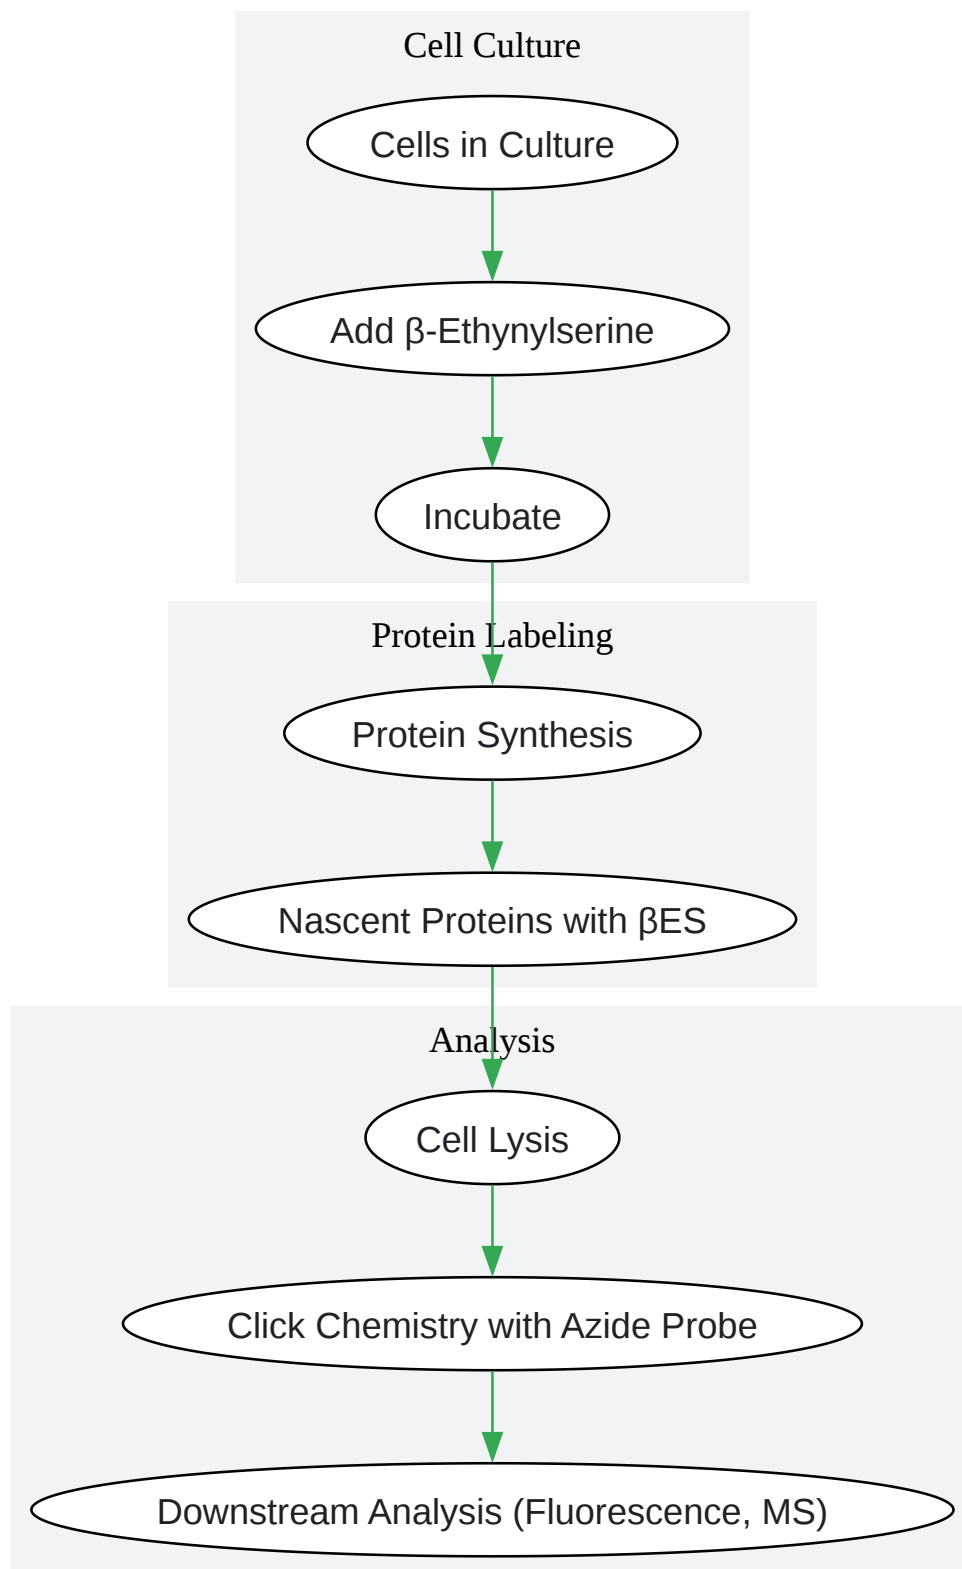 Cell Culture
Cells in Culture
Add β-Ethynylserine
Incubate
Protein Labeling
Protein Synthesis
Nascent Proteins with βES
Analysis
Cell Lysis
Click Chemistry with Azide Probe
Downstream Analysis (Fluorescence, MS)